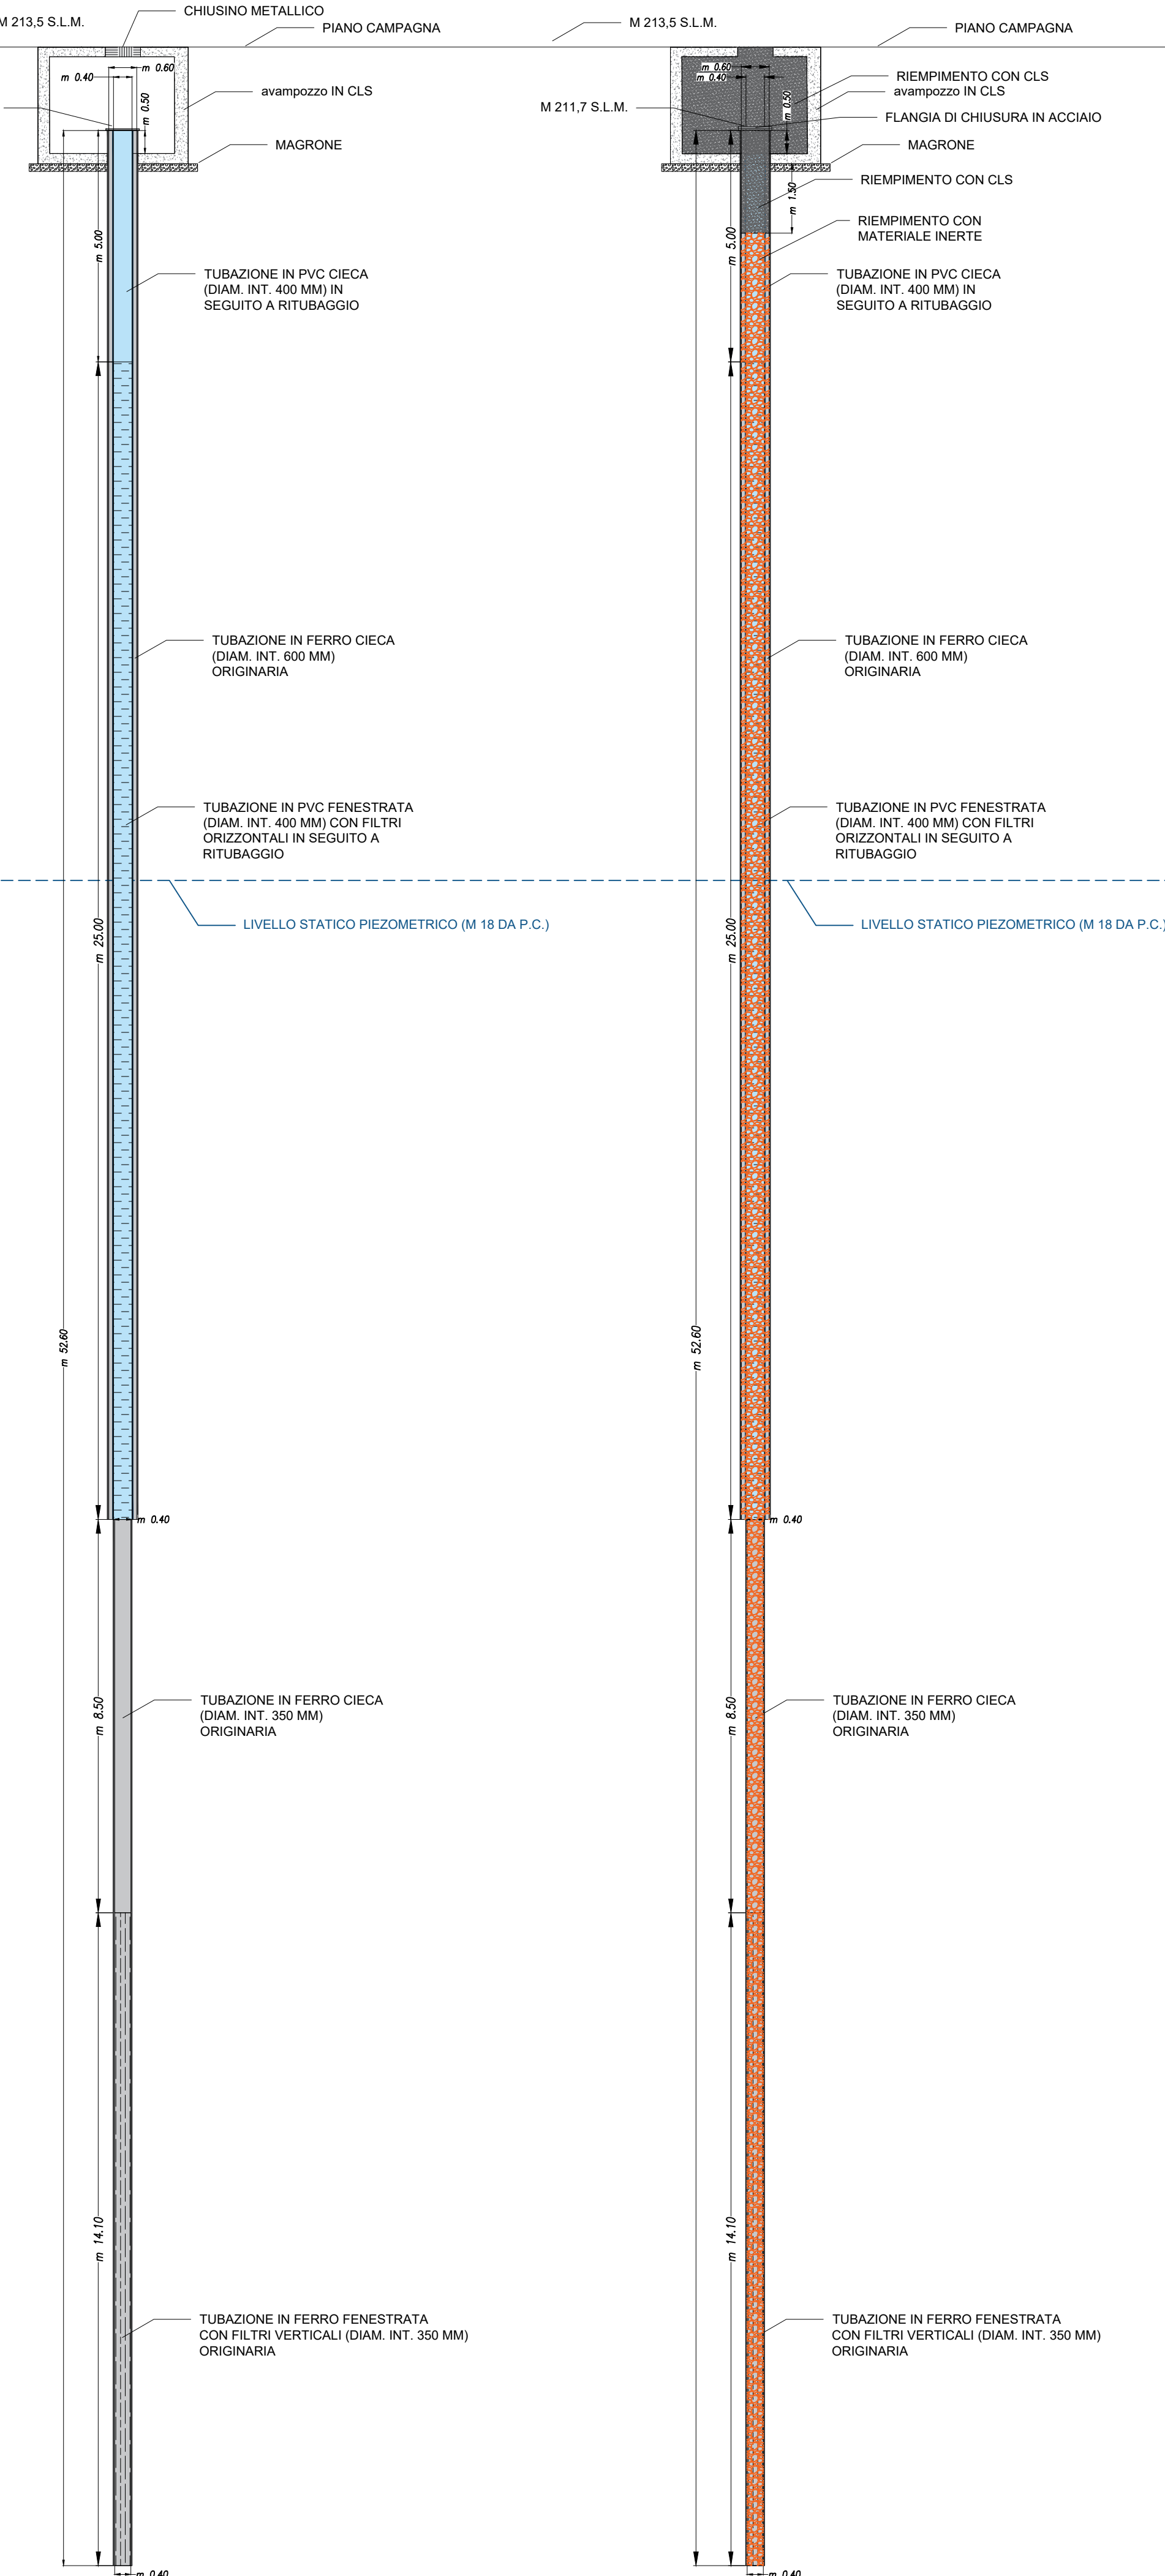 M 213,5 S.L.M.
CHIUSINO METALLICO
PIANO CAMPAGNA
m 0.60
m 0.40
m 0.50
avampozzo IN CLS
MAGRONE
m 5.00
TUBAZIONE IN PVC CIECA
(DIAM. INT. 400 MM) IN
SEGUITO A RITUBAGGIO
TUBAZIONE IN FERRO CIECA
(DIAM. INT. 600 MM)
ORIGINARIA
TUBAZIONE IN PVC FENESTRATA
(DIAM. INT. 400 MM) CON FILTRI
ORIZZONTALI IN SEGUITO A
RITUBAGGIO
LIVELLO STATICO PIEZOMETRICO (M 18 DA P.C.)
m 25.00
m 52.60
m 0.40
m 8.50
TUBAZIONE IN FERRO CIECA
(DIAM. INT. 350 MM)
ORIGINARIA
m 14.10
TUBAZIONE IN FERRO FENESTRATA
CON FILTRI VERTICALI (DIAM. INT. 350 MM)
ORIGINARIA
m 0.40
M 213,5 S.L.M.
PIANO CAMPAGNA
m 0.60
m 0.40
m 0.50
RIEMPIMENTO CON CLS
avampozzo IN CLS
M 211,7 S.L.M.
FLANGIA DI CHIUSURA IN ACCIAIO
MAGRONE
RIEMPIMENTO CON CLS
m 1.50
RIEMPIMENTO CON
MATERIALE INERTE
m 5.00
TUBAZIONE IN PVC CIECA
(DIAM. INT. 400 MM) IN
SEGUITO A RITUBAGGIO
TUBAZIONE IN FERRO CIECA
(DIAM. INT. 600 MM)
ORIGINARIA
TUBAZIONE IN PVC FENESTRATA
(DIAM. INT. 400 MM) CON FILTRI
ORIZZONTALI IN SEGUITO A
RITUBAGGIO
LIVELLO STATICO PIEZOMETRICO (M 18 DA P.C.)
m 25.00
m 52.60
m 0.40
m 8.50
TUBAZIONE IN FERRO CIECA
(DIAM. INT. 350 MM)
ORIGINARIA
m 14.10
TUBAZIONE IN FERRO FENESTRATA
CON FILTRI VERTICALI (DIAM. INT. 350 MM)
ORIGINARIA
m 0.40